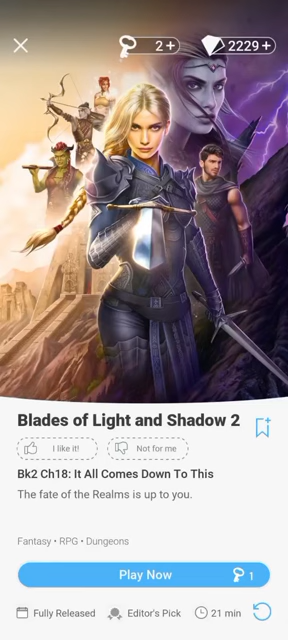 2 +
2229 +
Blades of Light and Shadow 2
I like it!
Not for me
Bk2 Ch18: It All Comes Down To This
The fate of the Realms is up to you.
Fantasy • RPG • Dungeons
Play Now 1
Fully Released Editor's Pick 21 min